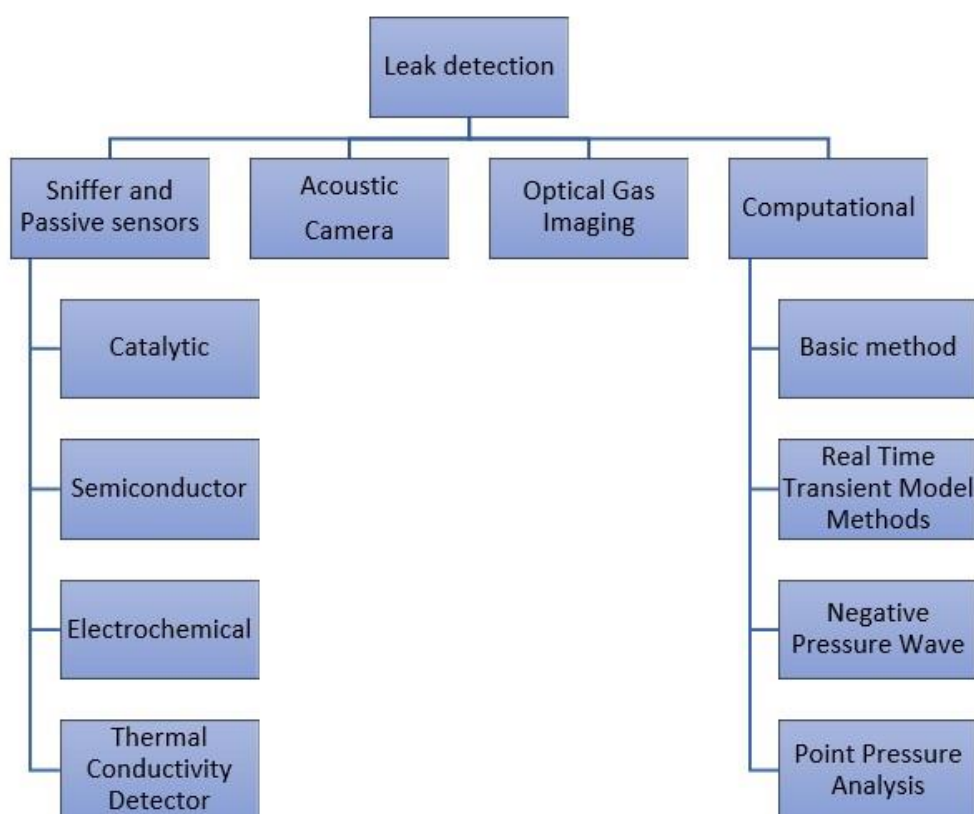 Leak detection
Sniffer and
Passive sensors
Acoustic
Camera
Optical Gas
Imaging
Computational
Catalytic
Semiconductor
Electrochemical
Thermal
Conductivity
Detector
Basic method
Real Time
Transient Model
Methods
Negative
Pressure Wave
Point Pressure
Analysis